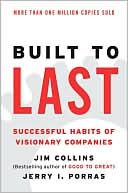 MORE THAN ONE MILLION COPIES SOLD
BUILT TO
LAST
SUCCESSFUL HABITS OF
VISIONARY COMPANIES
JIM COLLINS
(Bestselling author of GOOD TO GREAT)
JERRY I. PORRAS